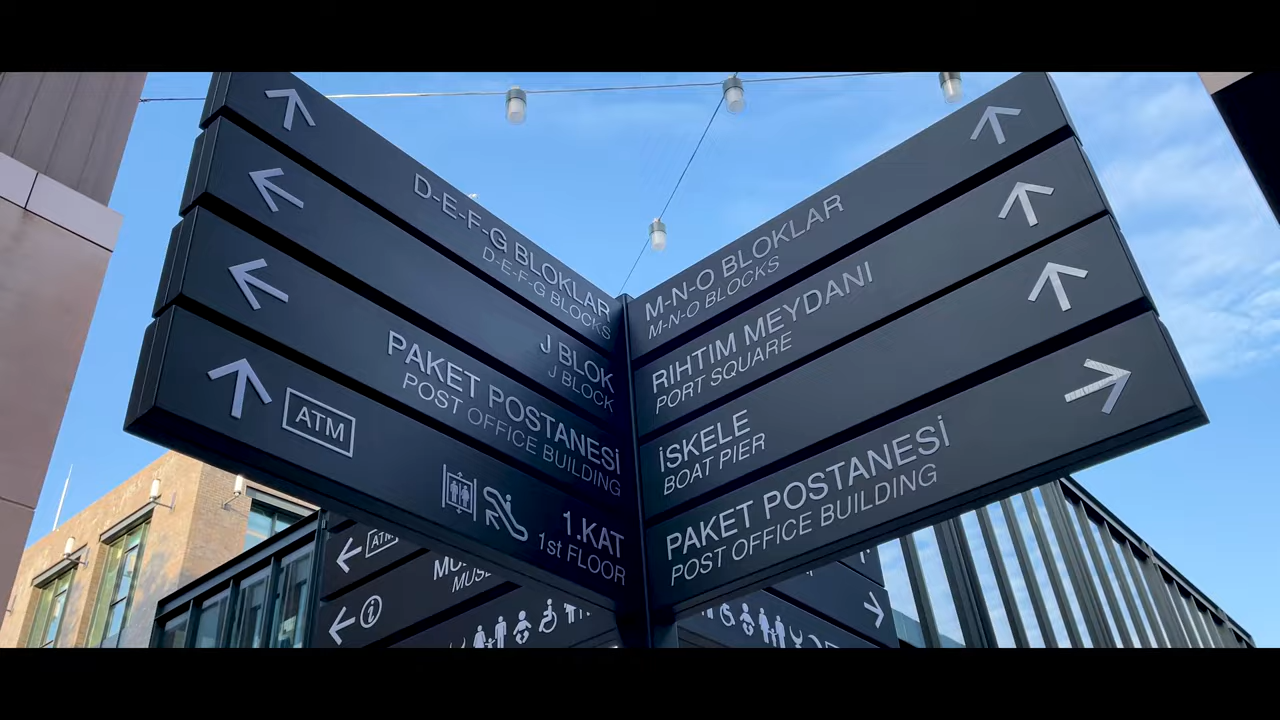 D-E-F-G BLOKLAR
D-E-F-G BLOCKS
J BLOK
J BLOCK
PAKET POSTANESİ
POST OFFICE BUILDING
ATM
1.KAT
1st FLOOR
M-N-O BLOKLAR
M-N-O BLOCKS
RIHTIM MEYDANI
PORT SQUARE
İSKELE
BOAT PIER
PAKET POSTANESİ
POST OFFICE BUILDING
ATM
i